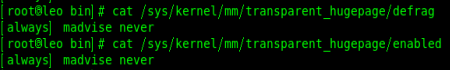 [root@leo bin]# cat /sys/kernel/mm/transparent_hugepage/defrag
[always] madvise never
[root@leo bin]# cat /sys/kernel/mm/transparent_hugepage/enabled
[always] madvise never